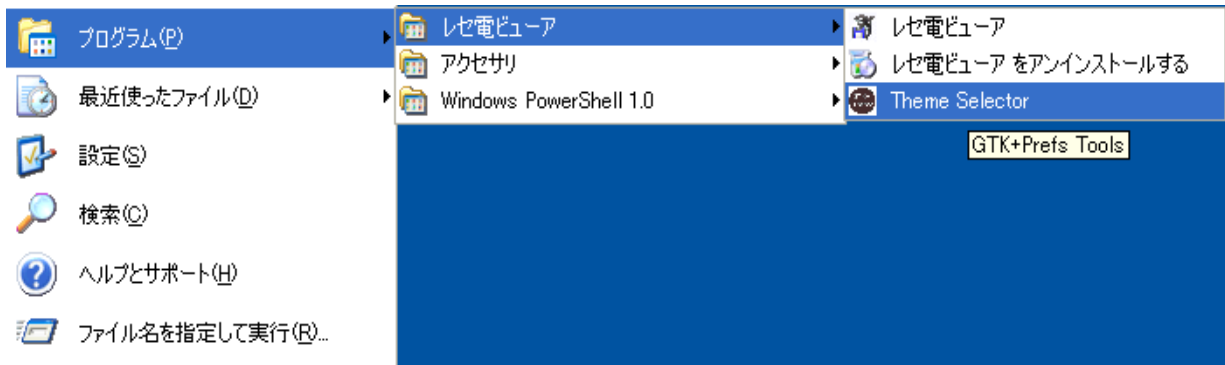 プログラム(P)
最近使ったファイル(D)
設定(S)
検索(C)
ヘルプとサポート(H)
ファイル名を指定して実行(R)...
レセ電ビューア
アクセサリ
Windows PowerShell 1.0
レセ電ビューア
レセ電ビューア をアンインストールする
Theme Selector
GTK+Prefs Tools